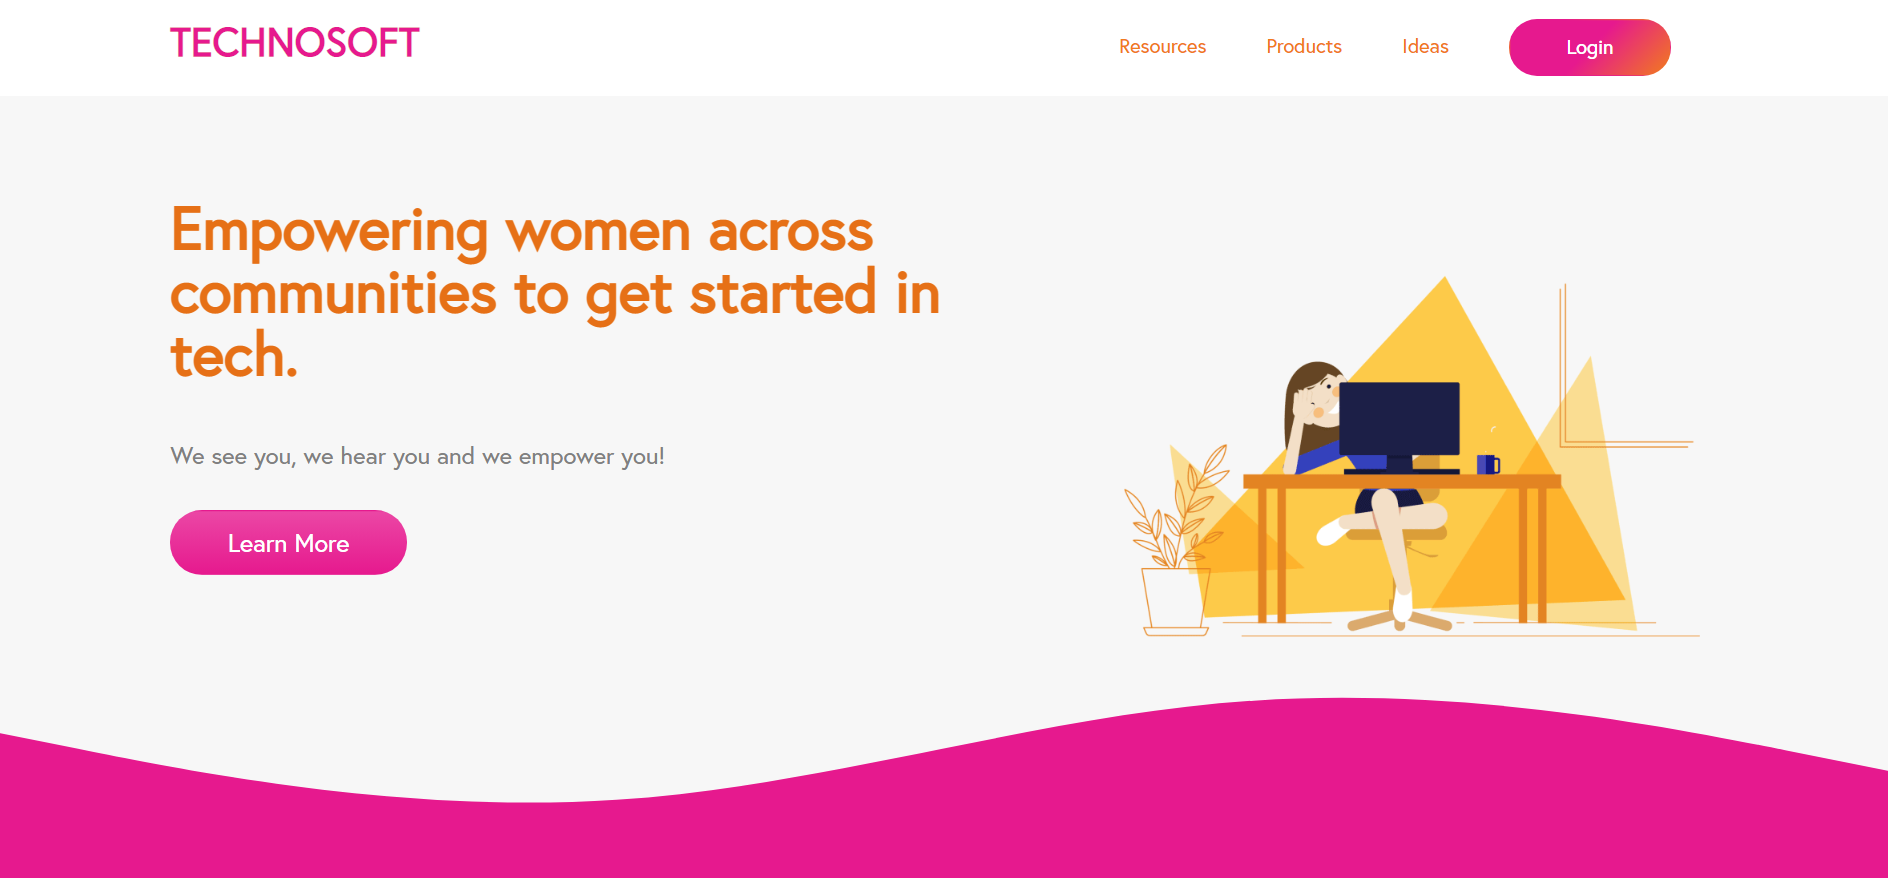 TECHNOSOFT
Resources
Products
Ideas
Login
Empowering women across
communities to get started in
tech.
We see you, we hear you and we empower you!
Learn More